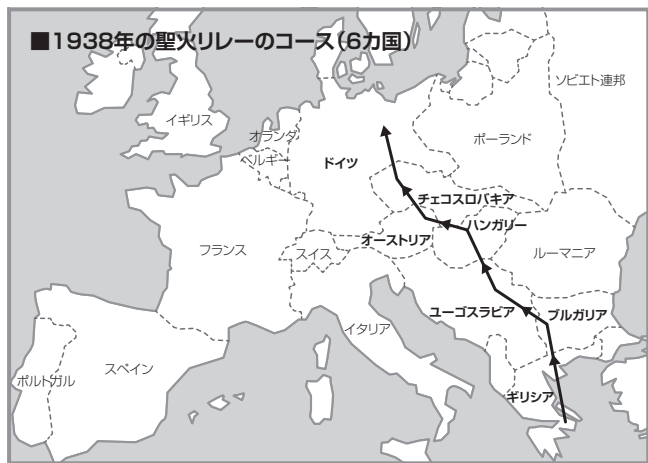 ■1938年の聖火リレーのコース(6カ国)
ソビエト連邦
イギリス
オランダ
ポーランド
ベルギー
ドイツ
チェコスロバキア
ハンガリー
オーストリア
フランス
スイス
ルーマニア
ユーゴスラビア
ブルガリア
イタリア
スペイン
ポルトガル
ギリシア